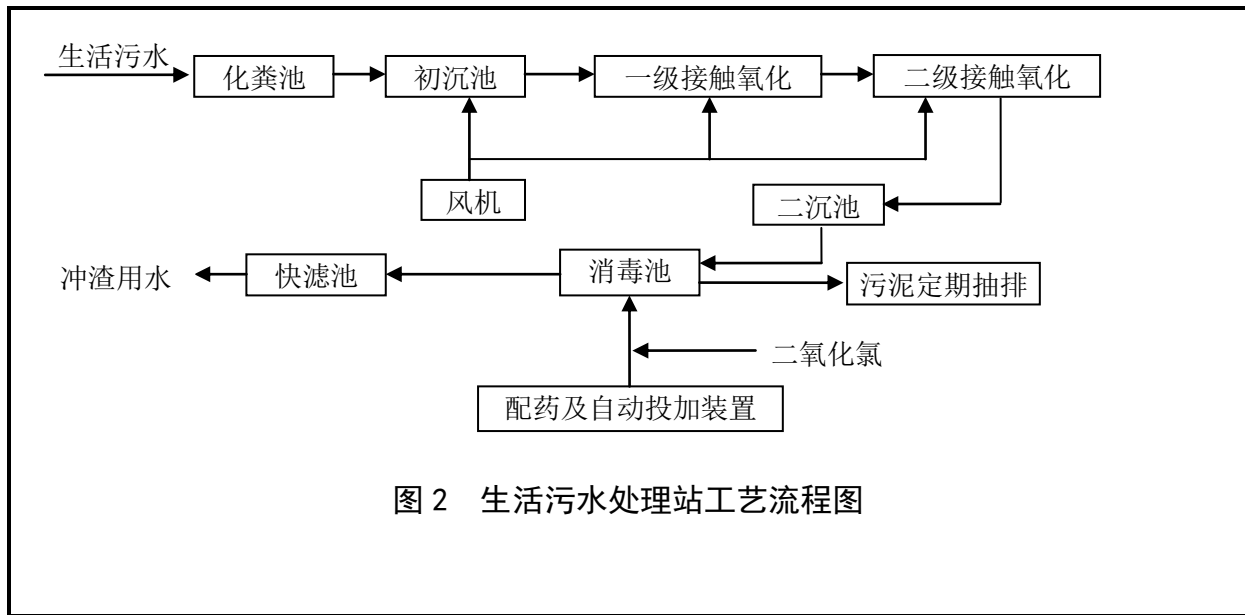 生活污水
化粪池
初沉池
一级接触氧化
二级接触氧化
风机
二沉池
冲渣用水
快滤池
消毒池
污泥定期抽排
二氧化氯
配药及自动投加装置
图 2 生活污水处理站工艺流程图